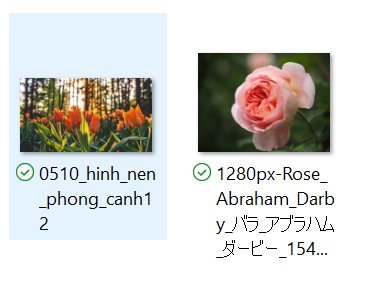 0510_hinh_nen
_phong_canh1
2
1280px-Rose_
Abraham_Darb
y_バラ_アブラハム
_ダービー_154...